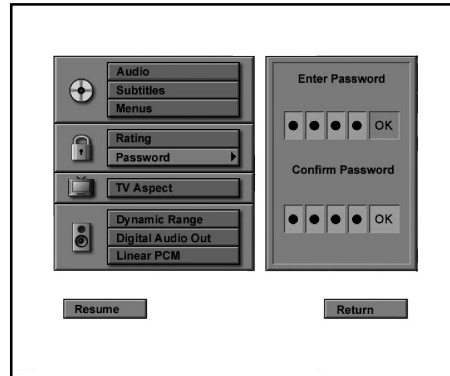 Audio
Subtitles
Menus
Rating
Password
TV Aspect
Dynamic Range
Digital Audio Out
Linear PCM
Enter Password
OK
Confirm Password
OK
Resume
Return